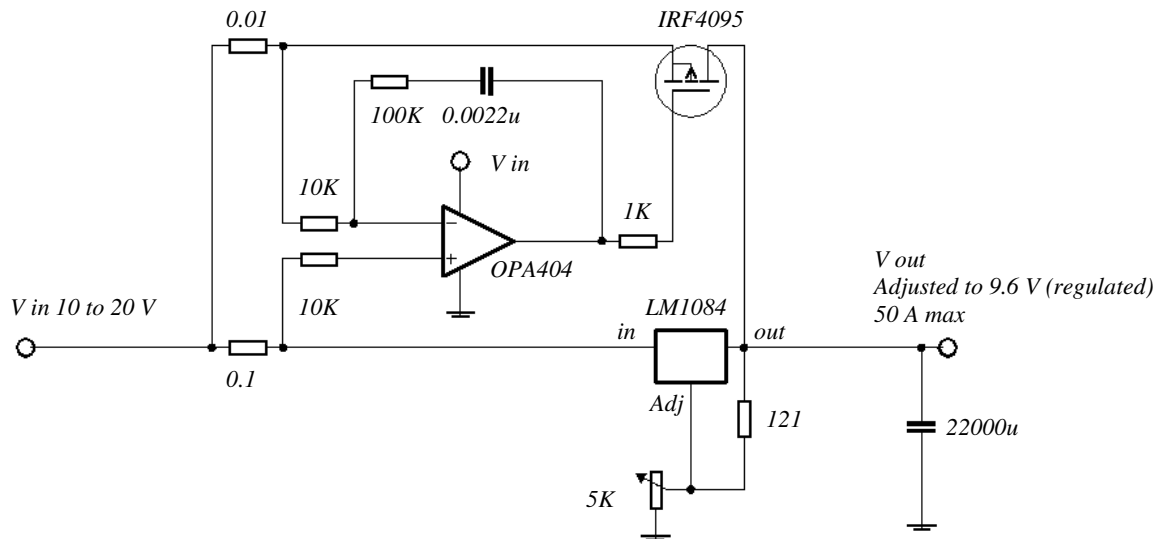 0.01
IRF4095
100K
0.0022u
V in
10K
1K
OPA404
V out
Adjusted to 9.6 V (regulated)
50 A max
V in 10 to 20 V
10K
LM1084
in
out
0.1
Adj
121
22000u
5K